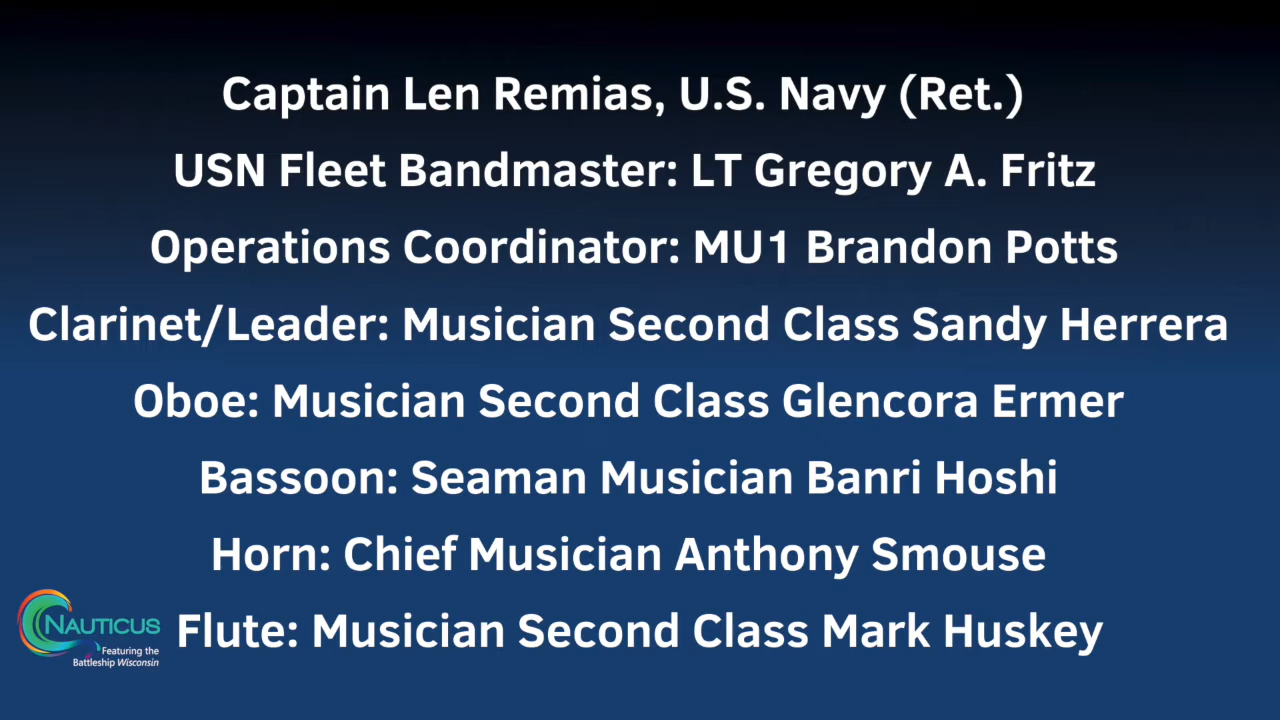 Captain Len Remias, U.S. Navy (Ret.)
USN Fleet Bandmaster: LT Gregory A. Fritz
Operations Coordinator: MU1 Brandon Potts
Clarinet/Leader: Musician Second Class Sandy Herrera
Oboe: Musician Second Class Glencora Ermer
Bassoon: Seaman Musician Banri Hoshi
Horn: Chief Musician Anthony Smouse
Flute: Musician Second Class Mark Huskey
NAUTICUS
Featuring the
Battleship Wisconsin